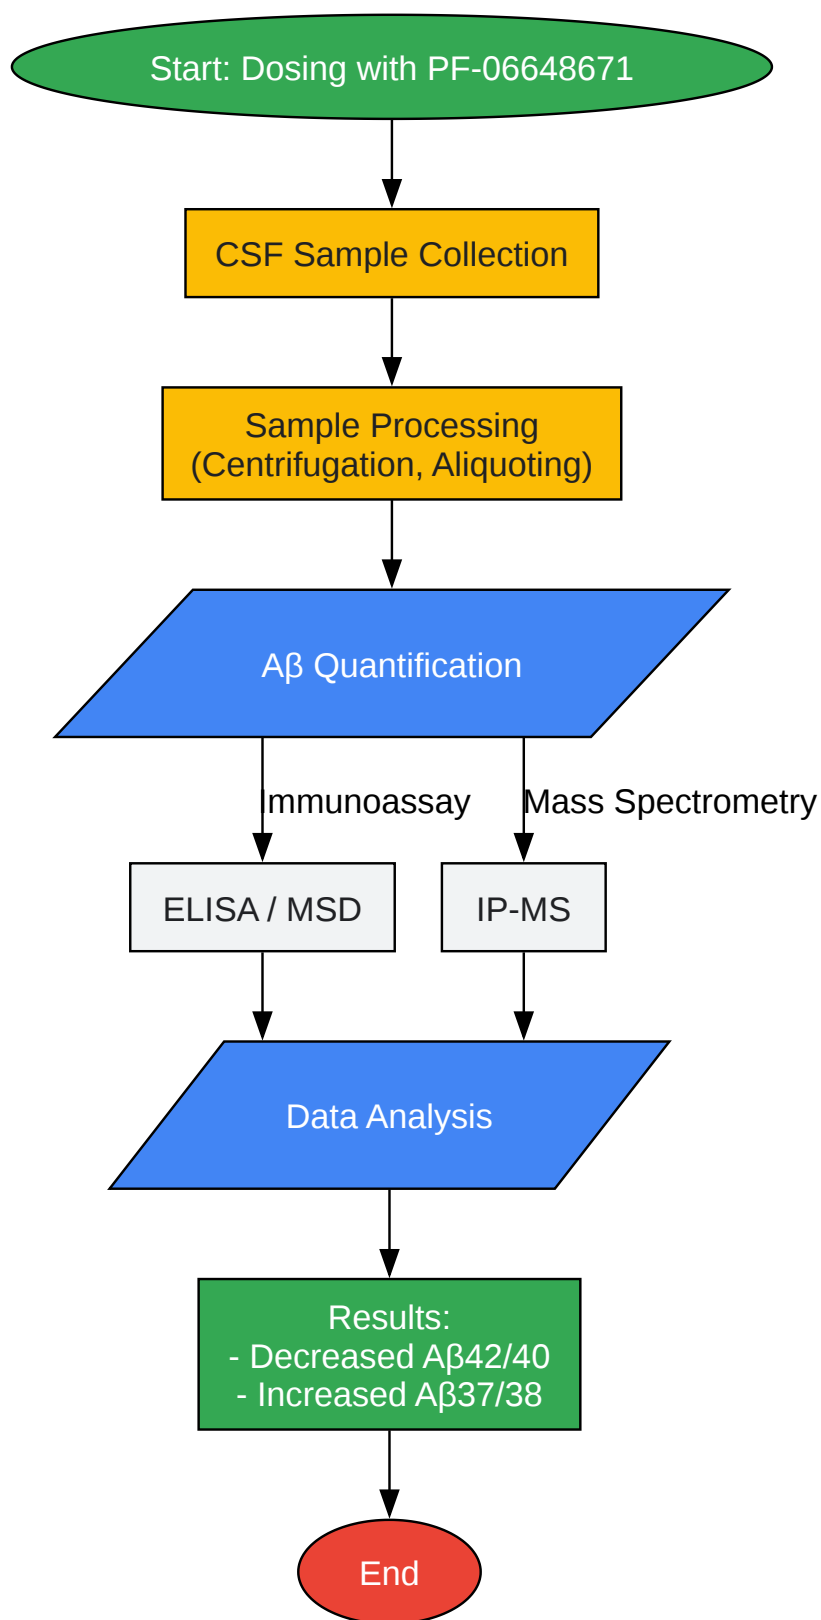 Start: Dosing with PF-06648671
CSF Sample Collection
Sample Processing
(Centrifugation, Aliquoting)
Aβ Quantification
Immunoassay
Mass Spectrometry
ELISA / MSD
IP-MS
Data Analysis
Results:
- Decreased Aβ42/40
- Increased Aβ37/38
End